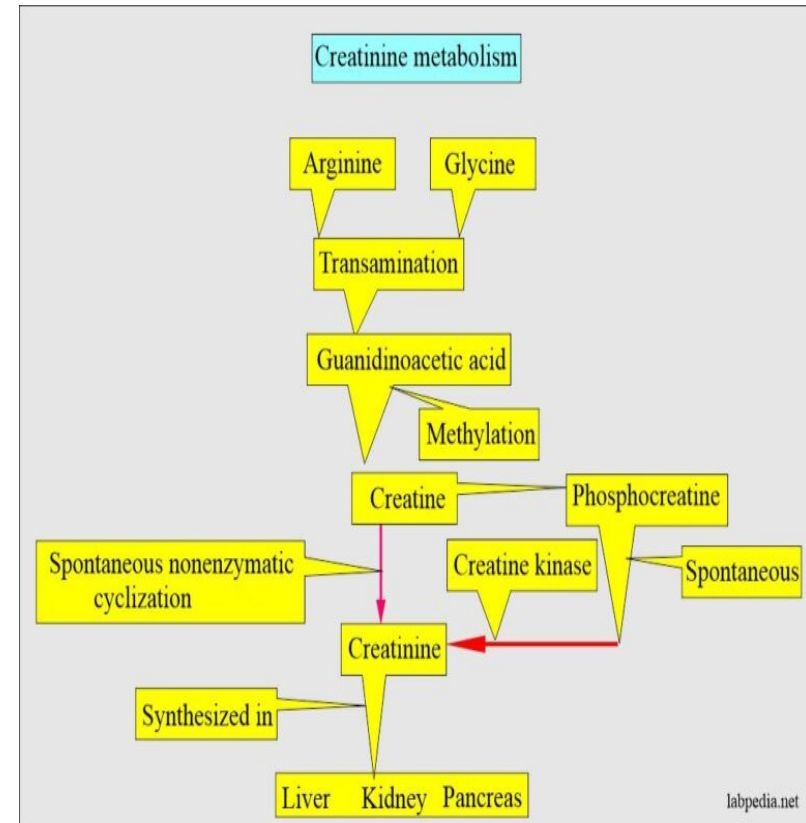 Creatinine metabolism
Arginine
Glycine
Transamination
Guanidinoacetic acid
Methylation
Creatine
Phosphocreatine
Spontaneous nonenzymatic
cyclization
Creatine kinase
Spontaneous
Creatinine
Synthesized in
Liver Kidney Pancreas
labpedia.net